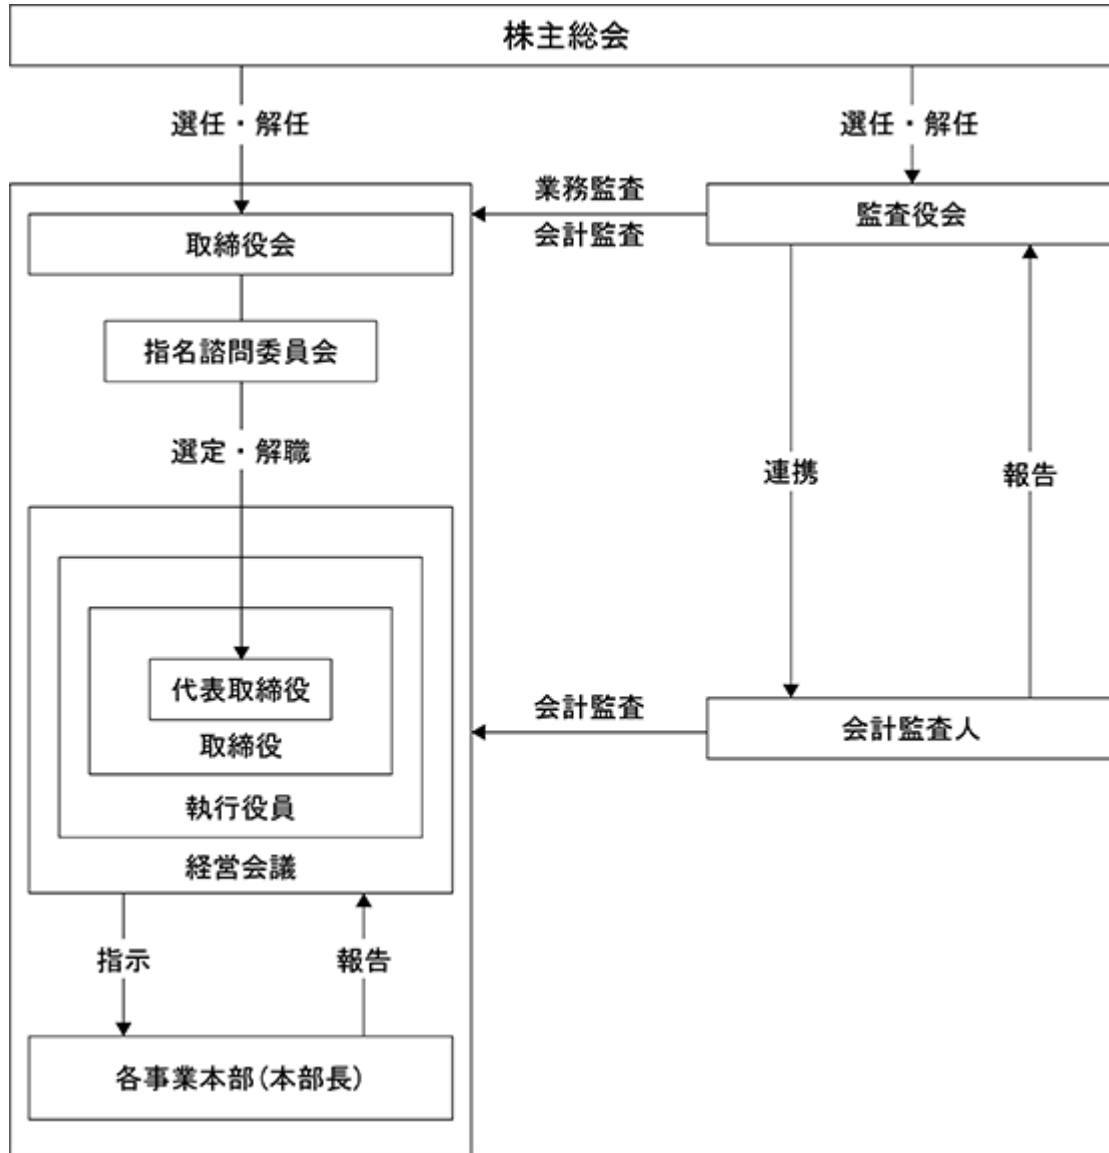 株主総会
選任・解任
選任・解任
業務監査
会計監査
監査役会
取締役会
指名諮問委員会
選定・解職
連携
報告
代表取締役
取締役
執行役員
経営会議
会計監査
会計監査人
指示
報告
各事業本部(本部長)